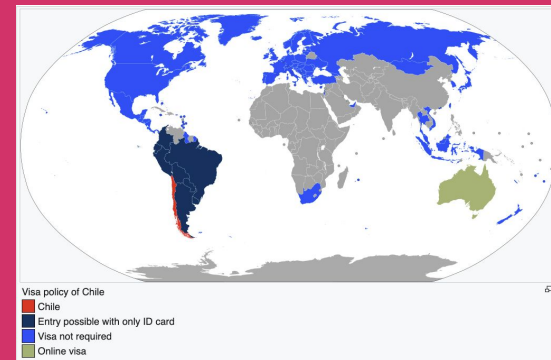 Visa policy of Chile
Chile
Entry possible with only ID card
Visa not required
Online visa